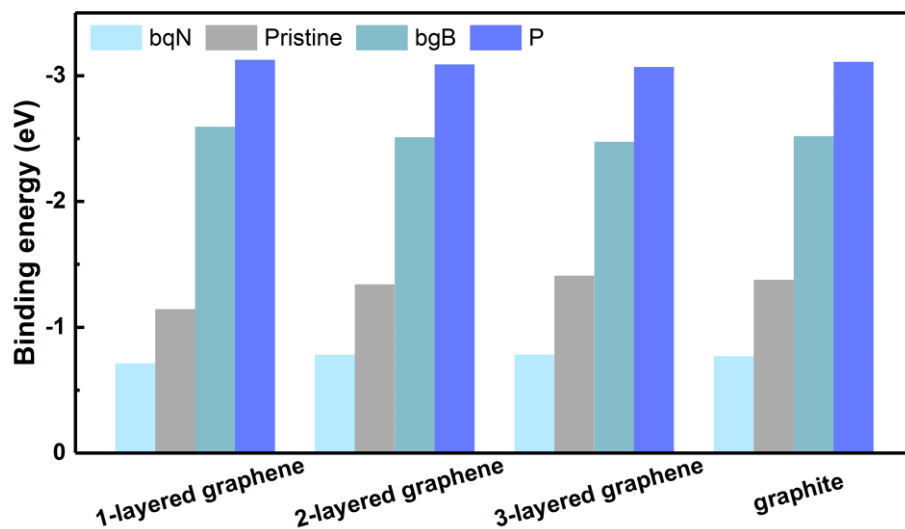 bqN Pristine bgB P
Binding energy (eV)
-3
-2
-1
0
1-layered graphene 2-layered graphene 3-layered graphene graphite